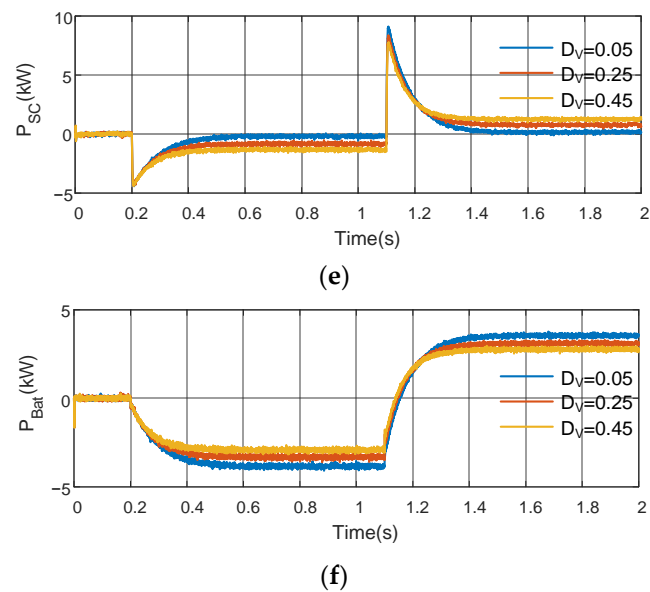 10
5
0
−5
P_SC(kW)
D_V=0.05
D_V=0.25
D_V=0.45
0 0.2 0.4 0.6 0.8 1 1.2 1.4 1.6 1.8 2
Time(s)
(e)
5
0
−5
P_Bat(kW)
D_V=0.05
D_V=0.25
D_V=0.45
0 0.2 0.4 0.6 0.8 1 1.2 1.4 1.6 1.8 2
Time(s)
(f)